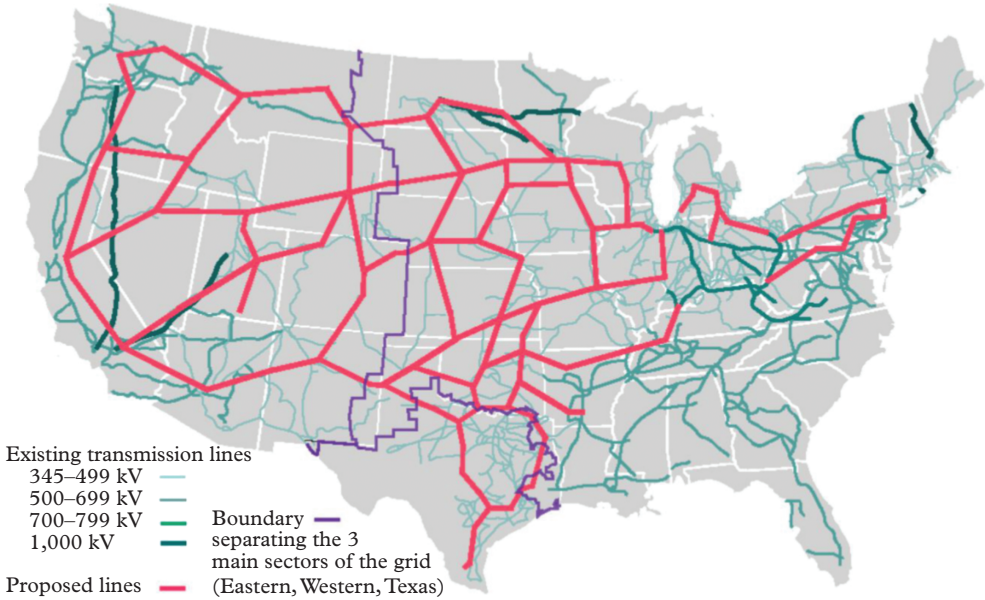 Existing transmission lines
345–499 kV
500–699 kV
700–799 kV
1,000 kV
Proposed lines
Boundary
separating the 3
main sectors of the grid
(Eastern, Western, Texas)